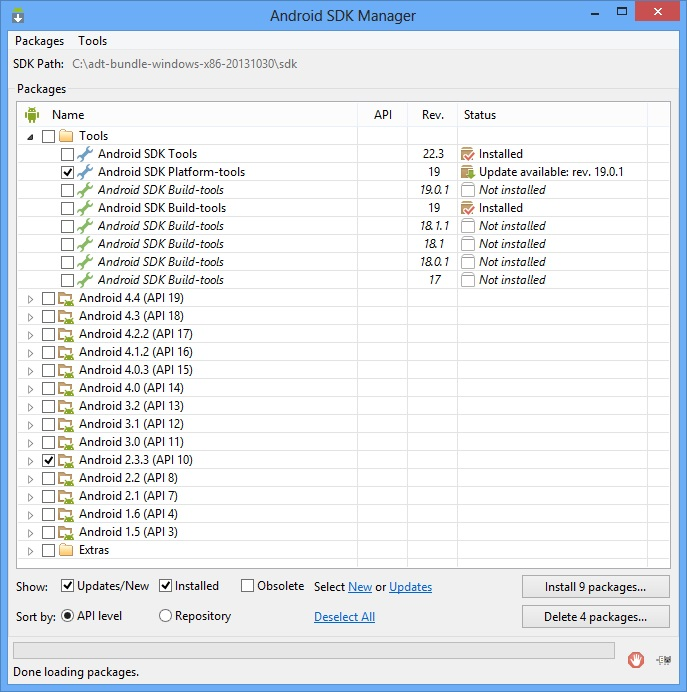 Android SDK Manager
Packages Tools
SDK Path: C:\adt-bundle-windows-x86-20131030\sdk
Packages
Name API Rev. Status
Tools
Android SDK Tools 22.3 Installed
Android SDK Platform-tools 19 Update available: rev. 19.0.1
Android SDK Build-tools 19.0.1 Not installed
Android SDK Build-tools 19 Installed
Android SDK Build-tools 18.1.1 Not installed
Android SDK Build-tools 18.1 Not installed
Android SDK Build-tools 18.0.1 Not installed
Android SDK Build-tools 17 Not installed
Android 4.4 (API 19)
Android 4.3 (API 18)
Android 4.2.2 (API 17)
Android 4.1.2 (API 16)
Android 4.0.3 (API 15)
Android 4.0 (API 14)
Android 3.2 (API 13)
Android 3.1 (API 12)
Android 3.0 (API 11)
Android 2.3.3 (API 10)
Android 2.2 (API 8)
Android 2.1 (API 7)
Android 1.6 (API 4)
Android 1.5 (API 3)
Extras
Show: Updates/New Installed Obsolete Select New or Updates Install 9 packages...
Sort by: API level Repository Deselect All Delete 4 packages...
Done loading packages.